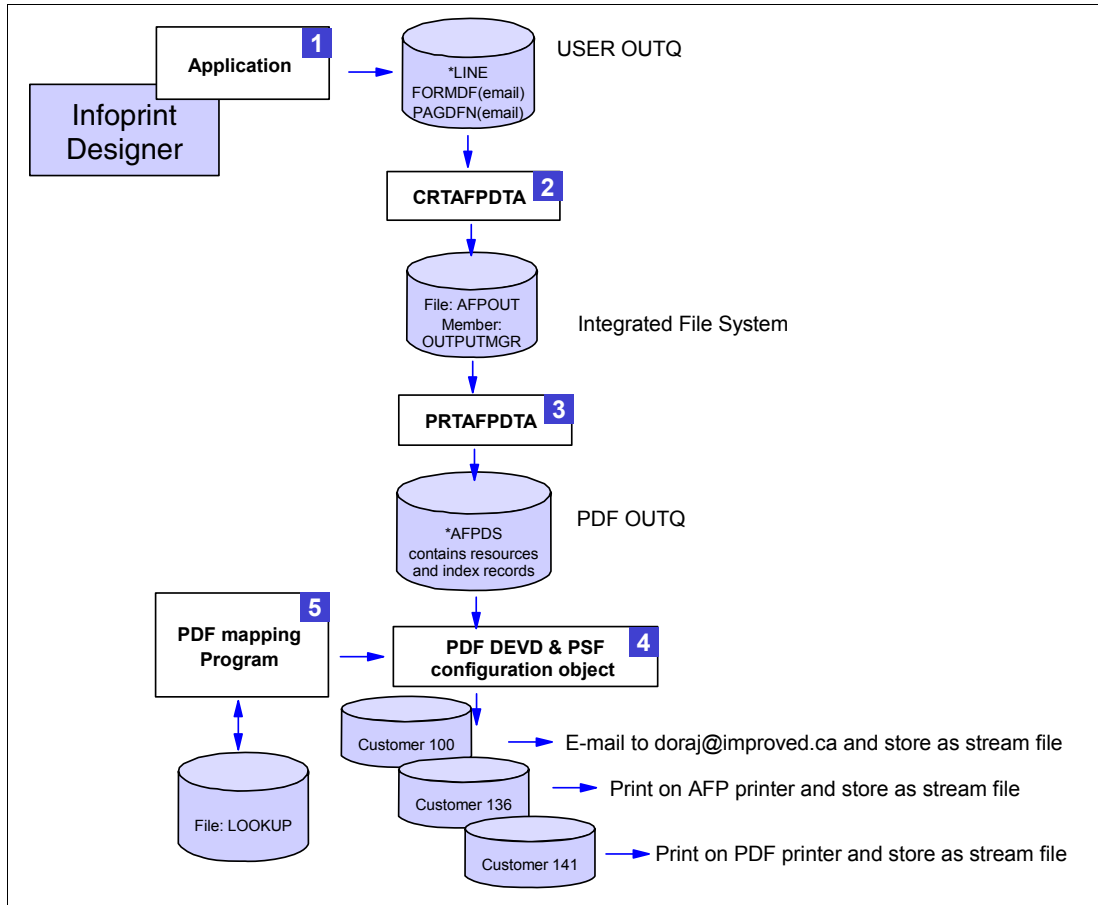 1
Application
Infoprint
Designer
*LINE
FORMDF(email)
PAGDFN(email)
USER OUTQ
2
CRTAFPDTA
File: AFPOUT
Member:
OUTPUTMGR
Integrated File System
3
PRTAFPDTA
*AFPDS
contains resources
and index records
PDF OUTQ
5
PDF mapping
Program
4
PDF DEVD & PSF
configuration object
File: LOOKUP
Customer 100
E-mail to doraj@improved.ca and store as stream file
Customer 136
Print on AFP printer and store as stream file
Customer 141
Print on PDF printer and store as stream file